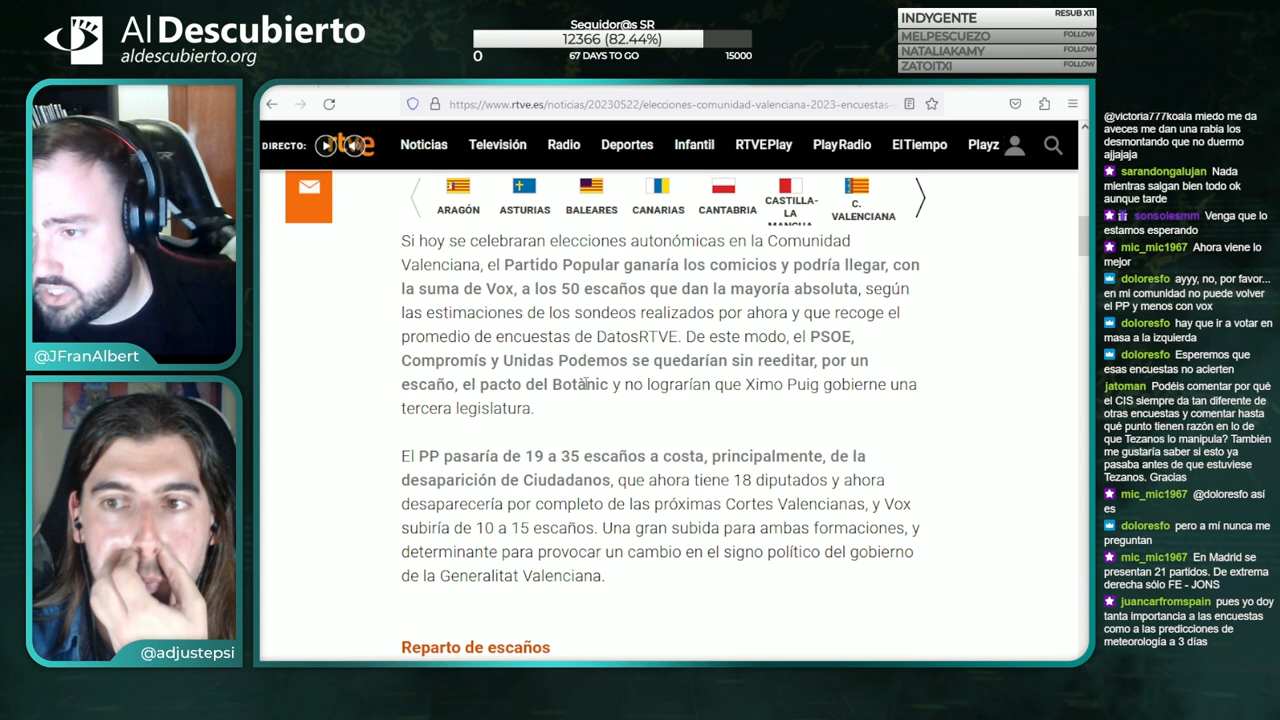 Al Descubierto
aldescubierto.org
Seguidor@s SR
12366 (82.44%)
0
67 DAYS TO GO
15000
INDYGENTE
RESUB X11
MELPESCUEZO
FOLLOW
NATALIAKAMY
FOLLOW
ZATOITXI
FOLLOW
@JFranAlbert
@adjustepsi
https://www.rtve.es/noticias/20230522/elecciones-comunidad-valenciana-2023-encuestas-
DIRECTO:
rtve
Noticias
Televisión
Radio
Deportes
Infantil
RTVE Play
Play Radio
El Tiempo
Playz
ARAGÓN
ASTURIAS
BALEARES
CANARIAS
CANTABRIA
CASTILLA-
LA
MANCHA
C.
VALENCIANA
Si hoy se celebraran elecciones autonómicas en la Comunidad
Valenciana, el Partido Popular ganaría los comicios y podría llegar, con
la suma de Vox, a los 50 escaños que dan la mayoría absoluta, según
las estimaciones de los sondeos realizados por ahora y que recoge el
promedio de encuestas de DatosRTVE. De este modo, el PSOE,
Compromís y Unidas Podemos se quedarían sin reeditar, por un
escaño, el pacto del Botànic y no lograrían que Ximo Puig gobierne una
tercera legislatura.
El PP pasaría de 19 a 35 escaños a costa, principalmente, de la
desaparición de Ciudadanos, que ahora tiene 18 diputados y ahora
desaparecería por completo de las próximas Cortes Valencianas, y Vox
subiría de 10 a 15 escaños. Una gran subida para ambas formaciones, y
determinante para provocar un cambio en el signo político del gobierno
de la Generalitat Valenciana.
Reparto de escaños
@victoria777koala miedo me da
aveces me dan una rabia los
desmontando que no duermo
ajjajaja
sarandongalujan Nada
mientras salgan bien todo ok
aunque tarde
sonsolesmm Venga que lo
estamos esperando
mic_mic1967 Ahora viene lo
mejor
doloresfo ayyy, no, por favor...
en mi comunidad no puede volver
el PP y menos con vox
doloresfo hay que ir a votar en
masa a la izquierda
doloresfo Esperemos que
esas encuestas no acierten
jatoman Podéis comentar por qué
el CIS siempre da tan diferente de
otras encuestas y comentar hasta
qué punto tienen razón en lo de
que Tezanos lo manipula? También
me gustaría saber si esto ya
pasaba antes de que estuviese
Tezanos. Gracias
mic_mic1967 @doloresfo así
es
doloresfo pero a mí nunca me
preguntan
mic_mic1967 En Madrid se
presentan 21 partidos. De extrema
derecha sólo FE - JONS
juancarfromspain pues yo doy
tanta importancia a las encuestas
como a las predicciones de
meteorología a 3 días